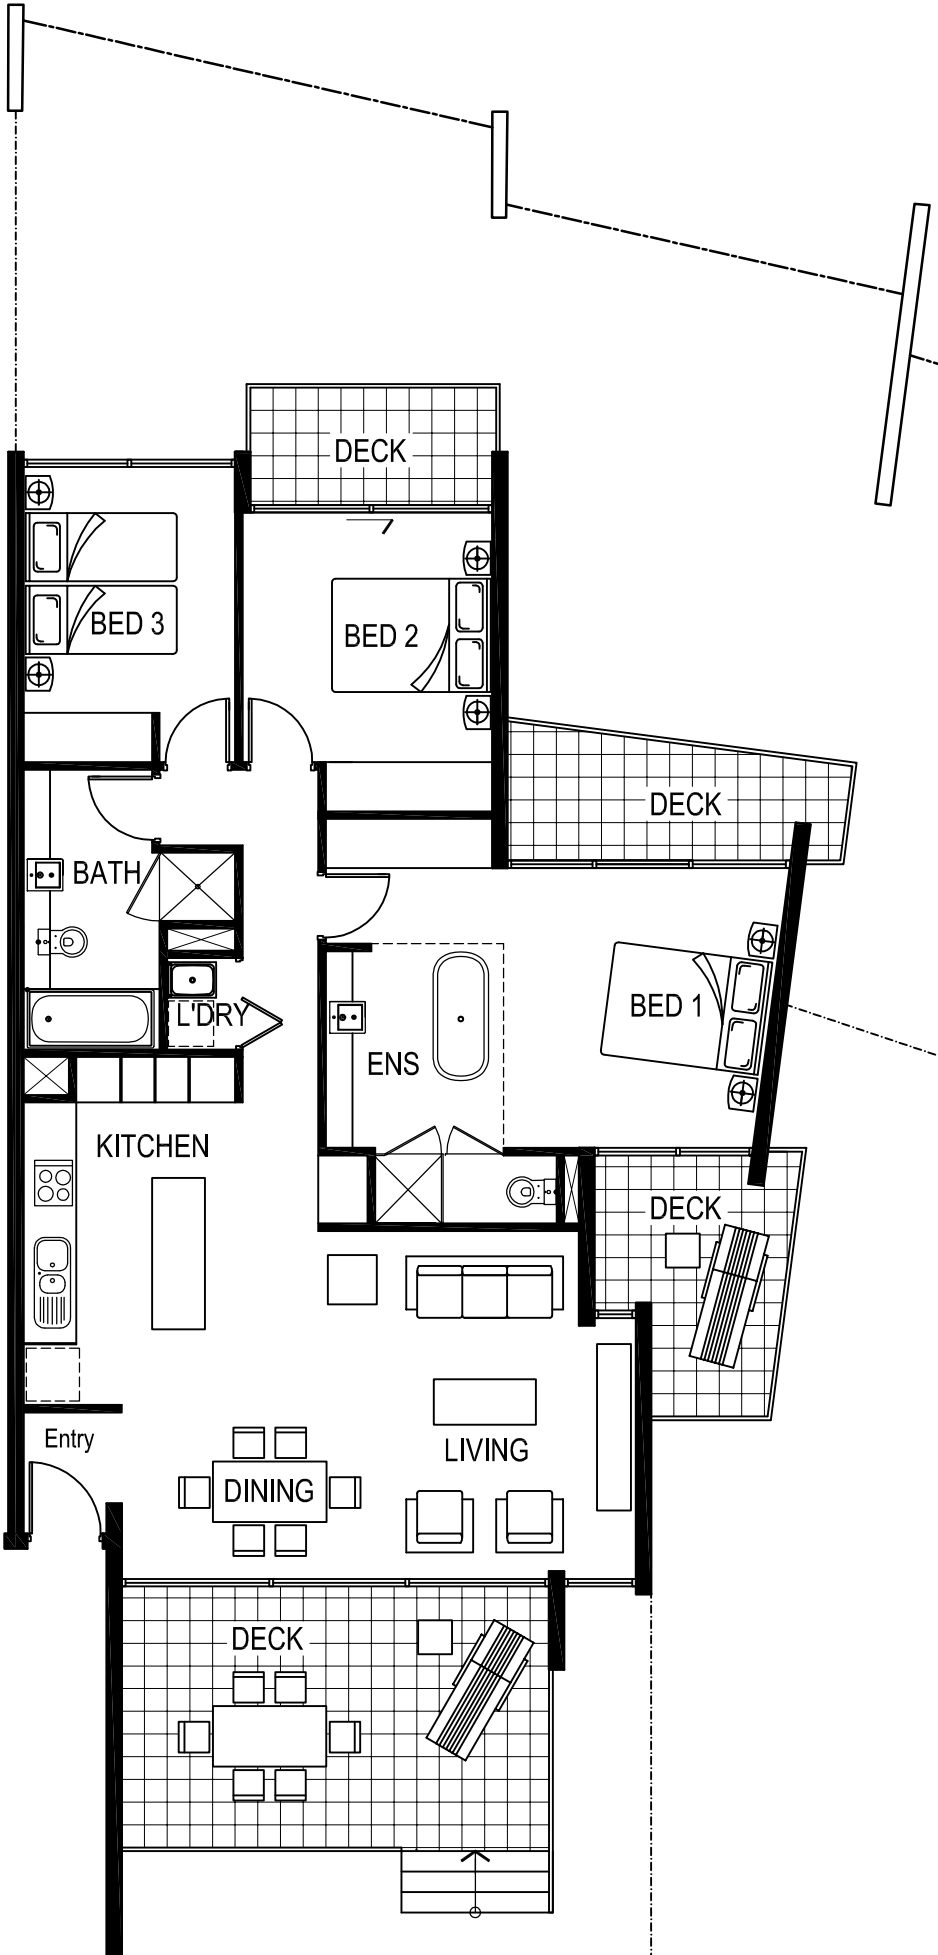 DECK
BED 3
BED 2
DECK
BATH
BED 1
L'DRY
ENS
KITCHEN
DECK
Entry
LIVING
DINING
DECK